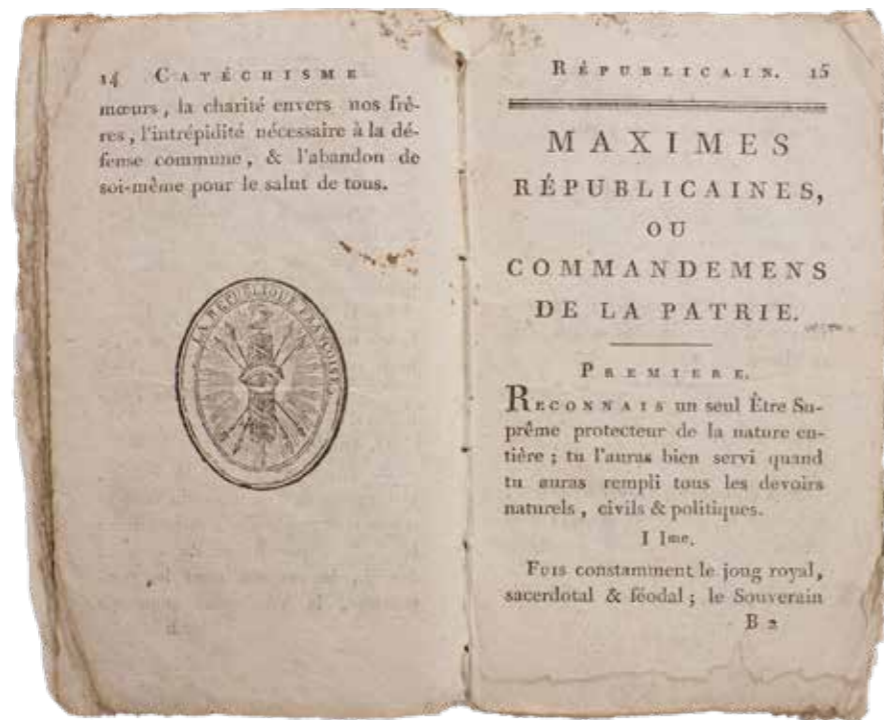 14 CATÉCHISME
mœurs, la charité envers nos frè-
res, l'intrépidité nécessaire à la dé-
fense commune, & l'abandon de
soi-même pour le salut de tous.
LA REPUBLIQUE FRANÇOISE
RÉPUBLICAIN. 15
MAXIMES
RÉPUBLICAINES,
OU
COMMANDEMENS
DE LA PATRIE.
PREMIERE.
RECONNAIS un seul Être Su-
prême protecteur de la nature en-
tière ; tu l'auras bien servi quand
tu auras rempli tous les devoirs
naturels, civils & politiques.
IIme.
FUIS constamment le joug royal,
sacerdotal & féodal ; le Souverain
B 2